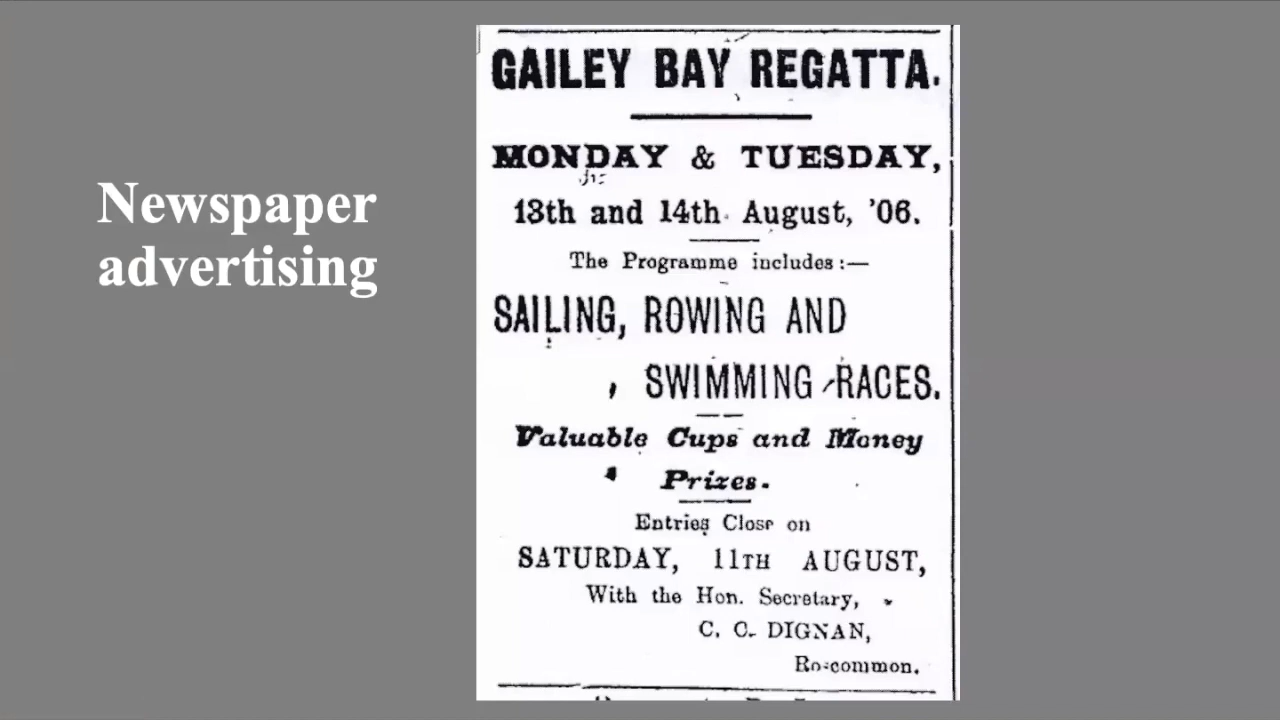 Newspaper
advertising
GAILEY BAY REGATTA.
MONDAY & TUESDAY,
13th and 14th August, '06.
The Programme includes:—
SAILING, ROWING AND
SWIMMING RACES.
Valuable Cups and Money
Prizes.
Entries Close on
SATURDAY, 11TH AUGUST,
With the Hon. Secretary,
C. C. DIGNAN,
Roscommon.